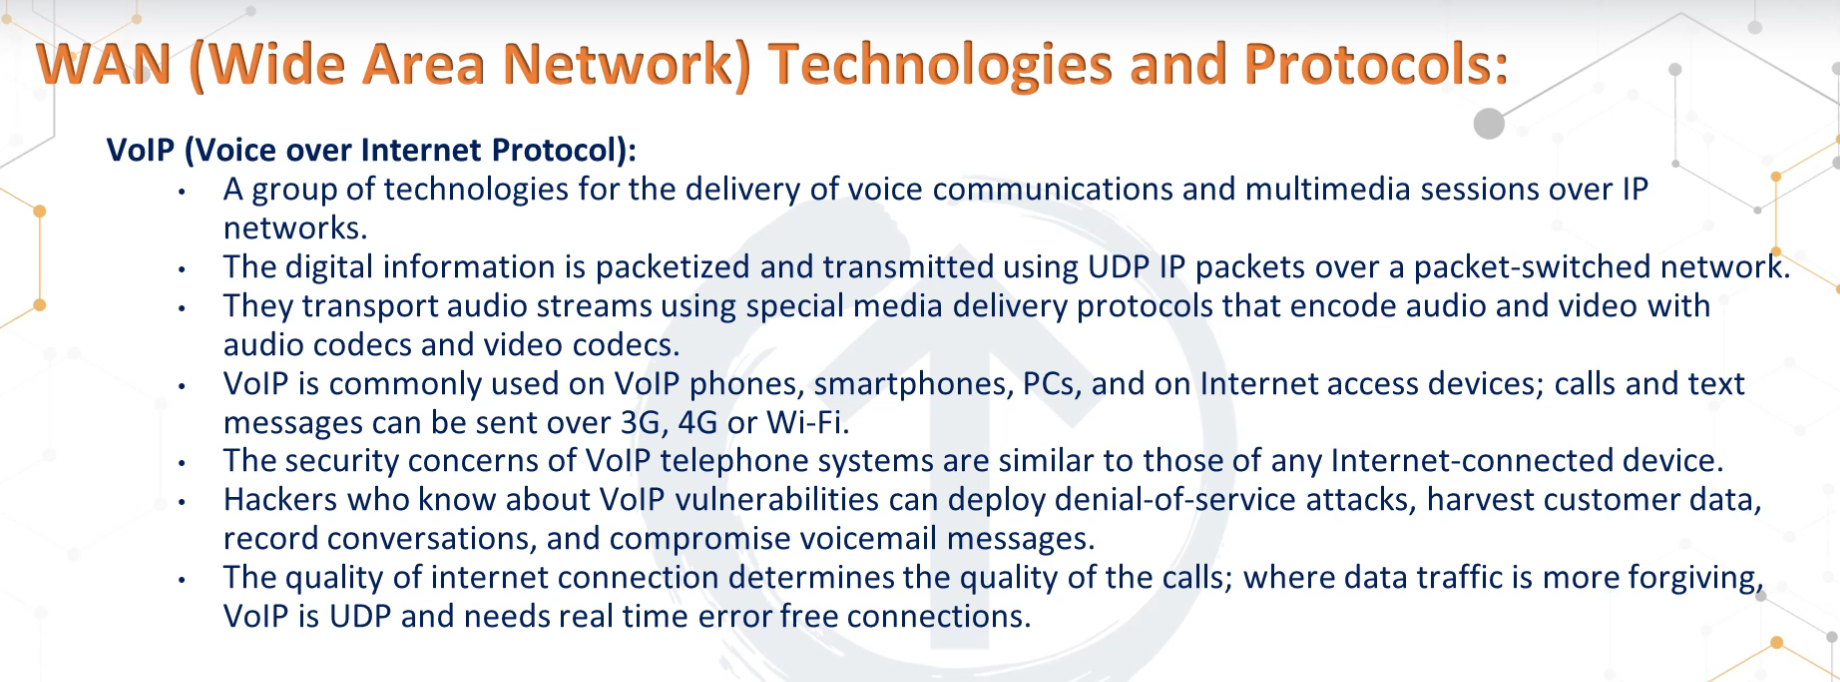 WAN (Wide Area Network) Technologies and Protocols:
VoIP (Voice over Internet Protocol):
• A group of technologies for the delivery of voice communications and multimedia sessions over IP
networks.
• The digital information is packetized and transmitted using UDP IP packets over a packet-switched network.
• They transport audio streams using special media delivery protocols that encode audio and video with
audio codecs and video codecs.
• VoIP is commonly used on VoIP phones, smartphones, PCs, and on Internet access devices; calls and text
messages can be sent over 3G, 4G or Wi-Fi.
• The security concerns of VoIP telephone systems are similar to those of any Internet-connected device.
• Hackers who know about VoIP vulnerabilities can deploy denial-of-service attacks, harvest customer data,
record conversations, and compromise voicemail messages.
• The quality of internet connection determines the quality of the calls; where data traffic is more forgiving,
VoIP is UDP and needs real time error free connections.